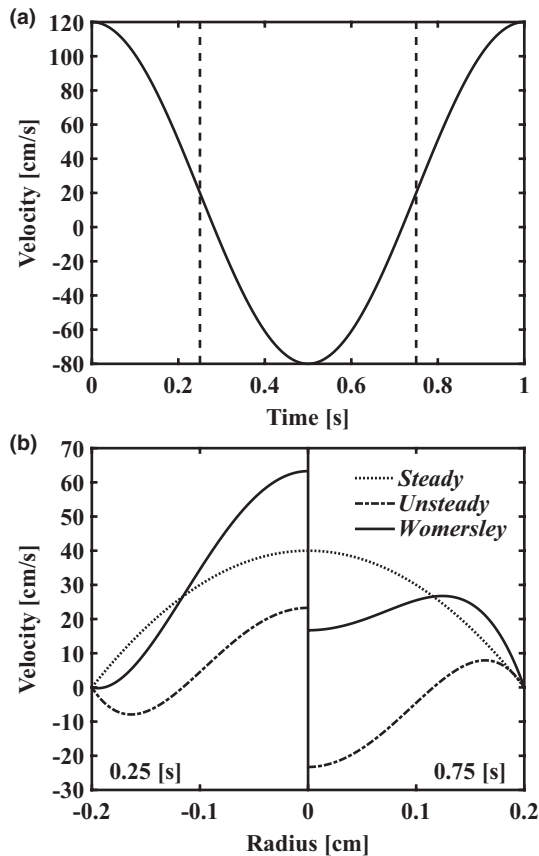 (a)
120
100
80
60
40
20
0
-20
-40
-60
-80
Velocity [cm/s]
0 0.2 0.4 0.6 0.8 1
Time [s]
(b)
70
60
50
40
30
20
10
0
-10
-20
-30
Velocity [cm/s]
Steady
Unsteady
Womersley
0.25 [s] 0.75 [s]
-0.2 -0.1 0 0.1 0.2
Radius [cm]